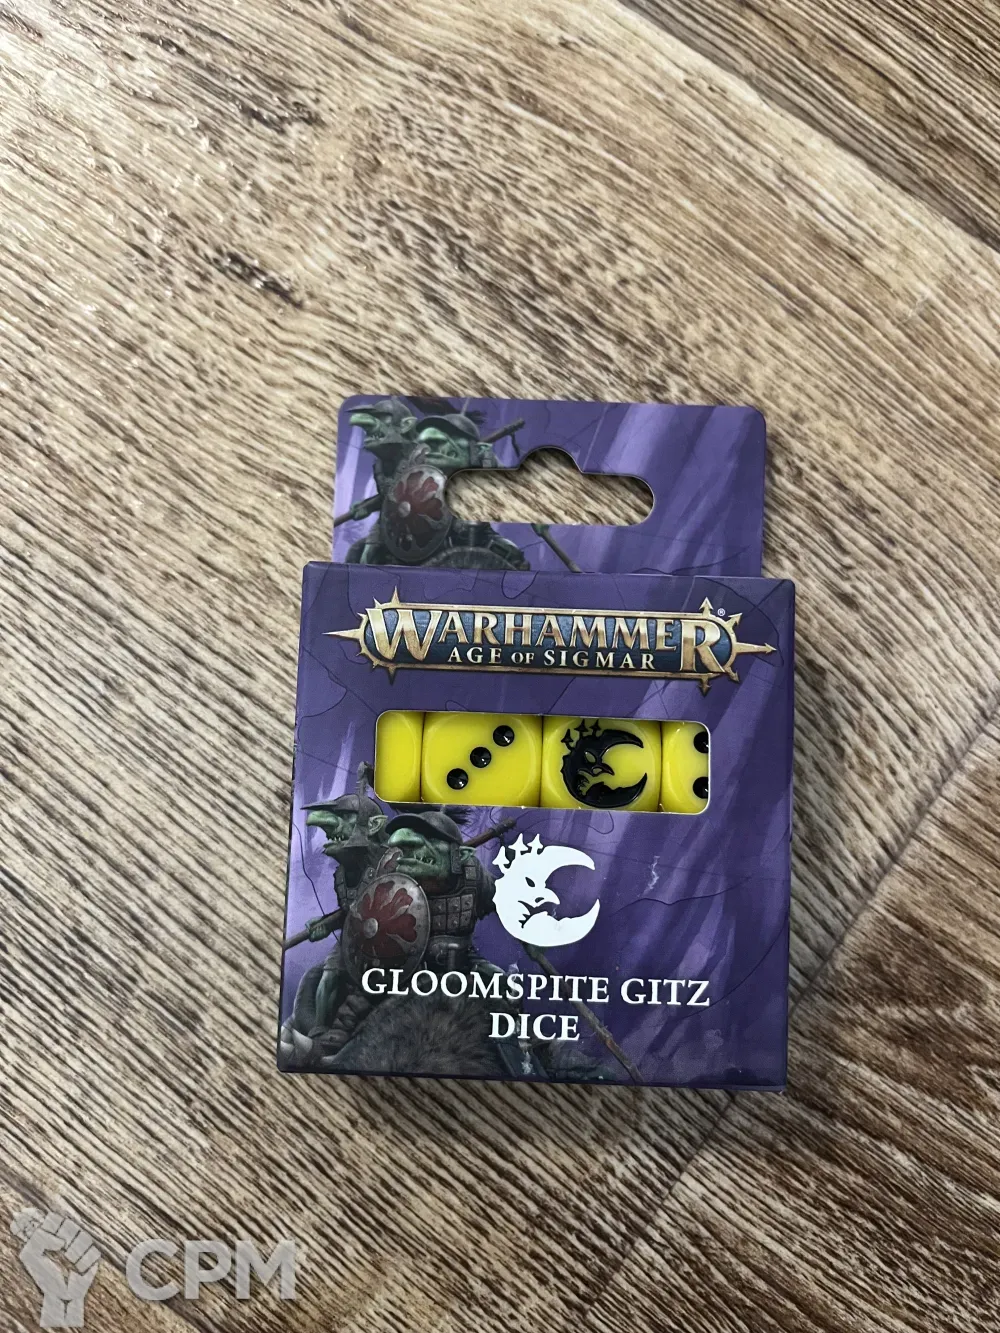 WARHAMMER®
AGE OF SIGMAR
GLOOMSPITE GITZ
DICE
CPM